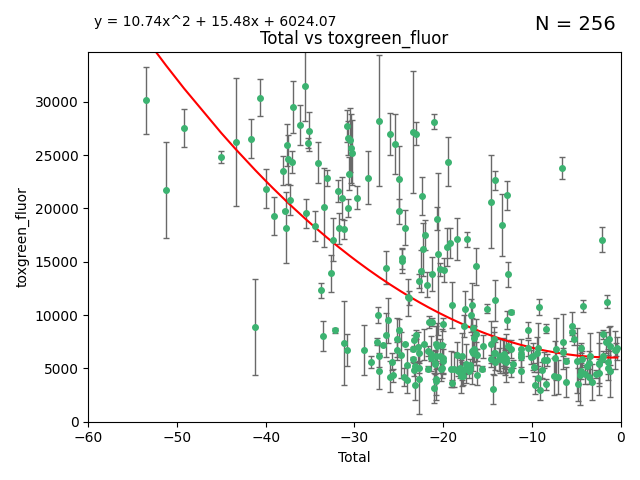 y = 10.74x^2 + 15.48x + 6024.07
N = 256
Total vs toxgreen_fluor
30000
25000
20000
15000
10000
5000
0
toxgreen_fluor
−60 −50 −40 −30 −20 −10 0
Total